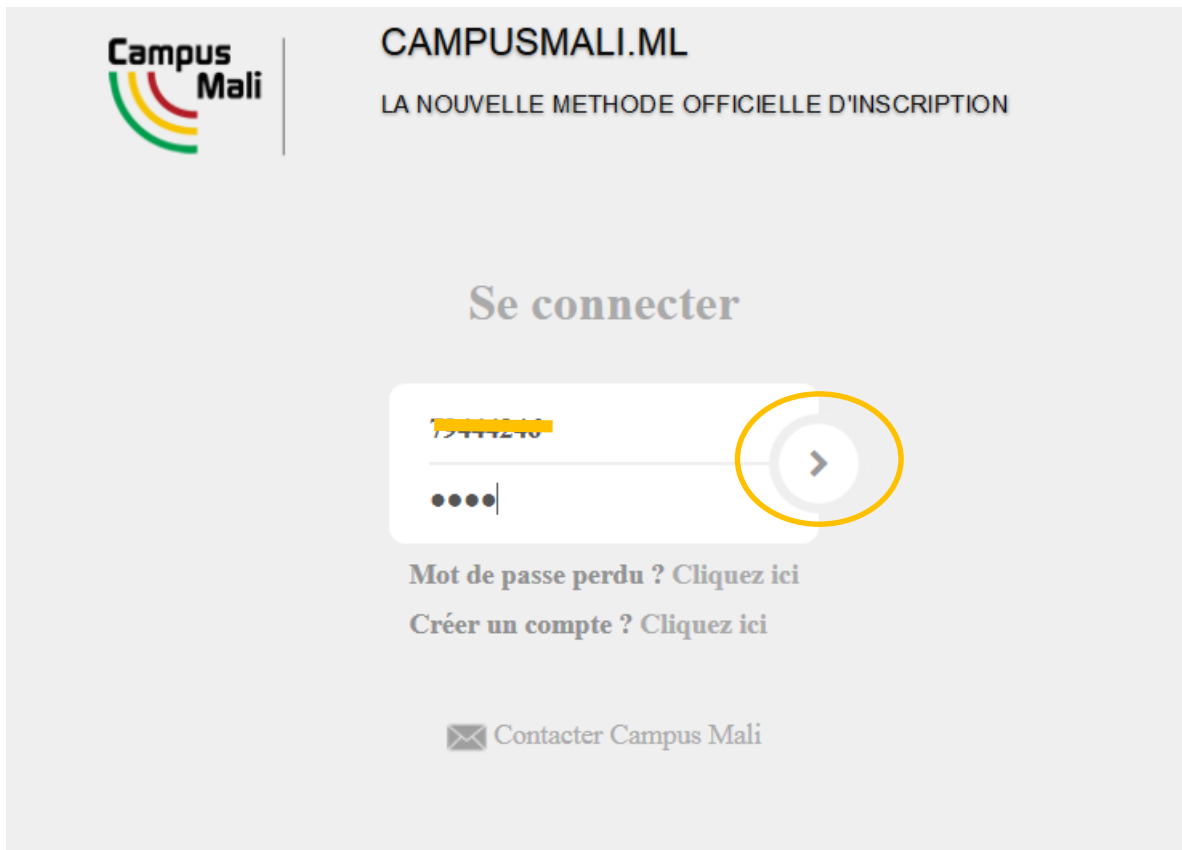 Campus
Mali
CAMPUSMALI.ML
LA NOUVELLE METHODE OFFICIELLE D'INSCRIPTION
Se connecter
Mot de passe perdu ? Cliquez ici
Créer un compte ? Cliquez ici
Contacter Campus Mali